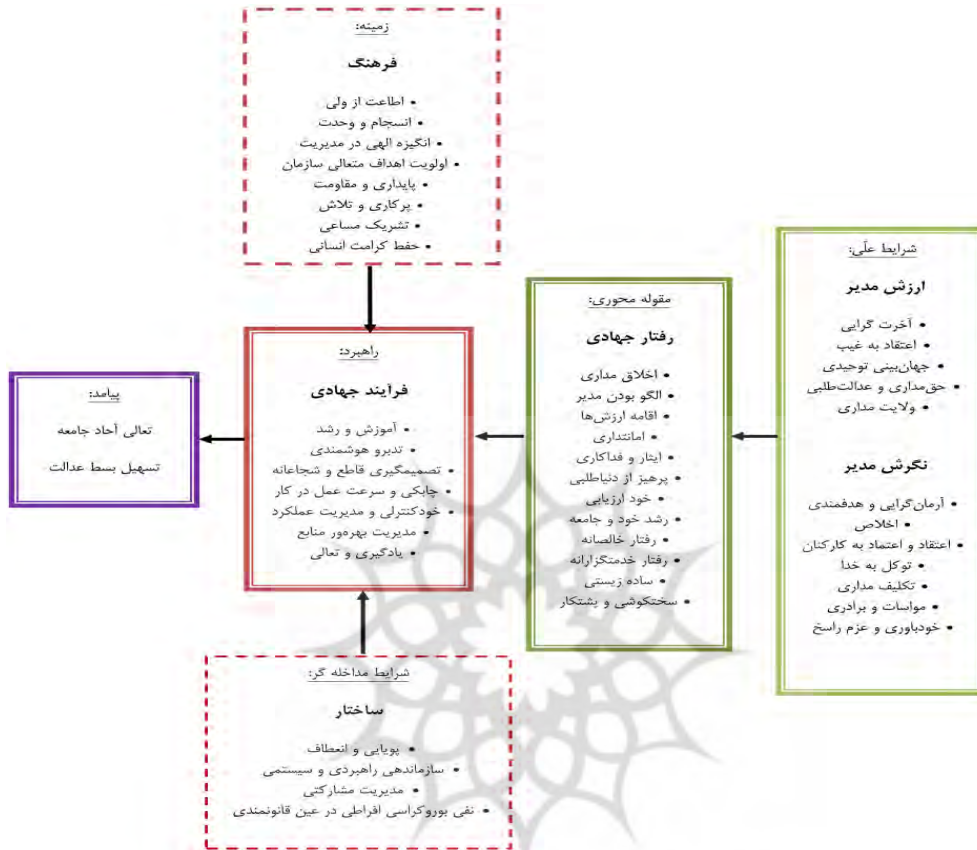 زمینه:
فرهنگ
• اطاعت از ولی
• انسجام و وحدت
• انگیزه الهی در مدیریت
• اولویت اهداف متعالی سازمان
• پایداری و مقاومت
• پرکاری و تلاش
• تشریک مساعی
• حفظ کرامت انسانی
شرایط علّی:
ارزش مدیر
• آخرت گرایی
• اعتقاد به غیب
• جهان‌بینی توحیدی
• حق‌مداری و عدالت‌طلبی
• ولایت مداری
نگرش مدیر
• آرمان‌گرایی و هدفمندی
• اخلاص
• اعتقاد و اعتماد به کارکنان
• توکل به خدا
• تکلیف مداری
• مواسات و برادری
• خودباوری و عزم راسخ
مقوله محوری:
رفتار جهادی
• اخلاق مداری
• الگو بودن مدیر
• اقامه ارزش‌ها
• امانتداری
• ایثار و فداکاری
• پرهیز از دنیاطلبی
• خود ارزیابی
• رشد خود و جامعه
• رفتار خالصانه
• رفتار خدمتگزارانه
• ساده زیستی
• سختکوشی و پشتکار
راهبرد:
فرآیند جهادی
• آموزش و رشد
• تدبرو هوشمندی
• تصمیمگیری قاطع و شجاعانه
• چابکی و سرعت عمل در کار
• خودکنترلی و مدیریت عملکرد
• مدیریت بهره‌ور منابع
• یادگیری و تعالی
پیامد:
تعالی آحاد جامعه
تسهیل بسط عدالت
شرایط مداخله گر:
ساختار
• پویایی و انعطاف
• سازماندهی راهبردی و سیستمی
• مدیریت مشارکتی
• نفی بوروکراسی افراطی در عین قانونمندی